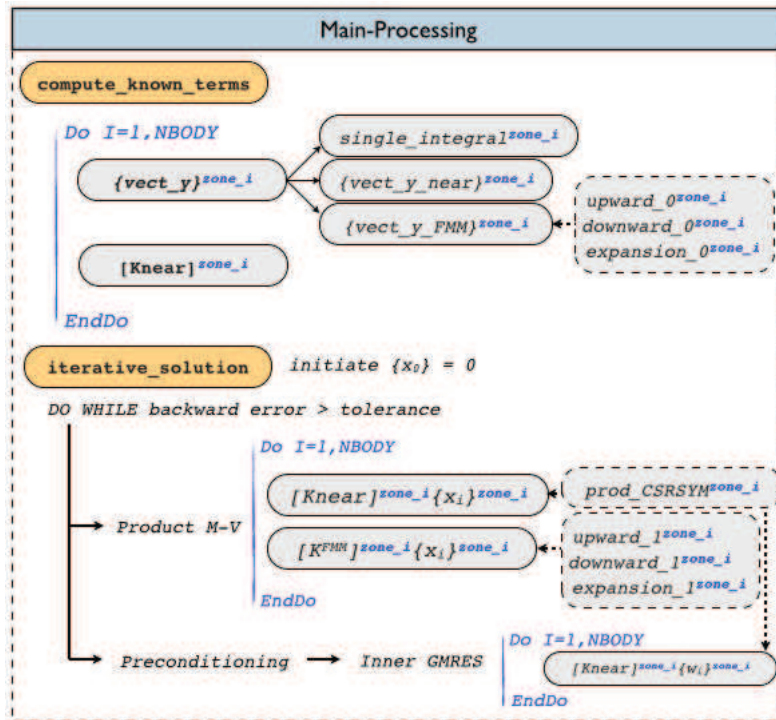 Main-Processing
compute_known_terms
Do I=1,NBODY
single_integral^zone_i
{vect_y}^zone_i
{vect_y_near}^zone_i
{vect_y_FMM}^zone_i
upward_0^zone_i
downward_0^zone_i
expansion_0^zone_i
[Knear]^zone_i
EndDo
iterative_solution
initiate {x₀} = 0
DO WHILE backward error > tolerance
Do I=1,NBODY
[Knear]^zone_i{xᵢ}^zone_i
prod_CSRSYM^zone_i
Product M-V
[K^FMM]^zone_i{xᵢ}^zone_i
upward_1^zone_i
downward_1^zone_i
expansion_1^zone_i
EndDo
Do I=1,NBODY
Preconditioning
Inner GMRES
[Knear]^zone_i{wᵢ}^zone_i
EndDo